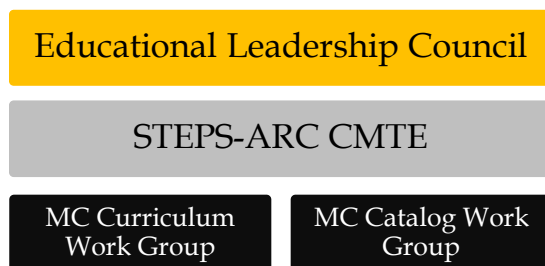 Educational Leadership Council
STEPS-ARC CMTE
MC Curriculum
Work Group
MC Catalog Work
Group